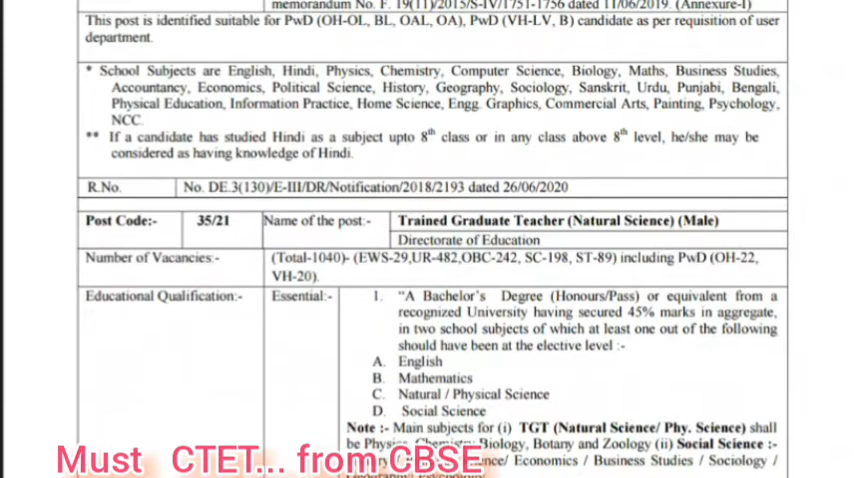 memorandum No. F. 19(11)/2015/S-IV/1751-1756 dated 11/06/2019. (Annexure-I)
This post is identified suitable for PwD (OH-OL, BL, OAL, OA), PwD (VH-LV, B) candidate as per requisition of user
department.
* School Subjects are English, Hindi, Physics, Chemistry, Computer Science, Biology, Maths, Business Studies,
Accountancy, Economics, Political Science, History, Geography, Sociology, Sanskrit, Urdu, Punjabi, Bengali,
Physical Education, Information Practice, Home Science, Engg. Graphics, Commercial Arts, Painting, Psychology,
NCC.
** If a candidate has studied Hindi as a subject upto 8th class or in any class above 8th level, he/she may be
considered as having knowledge of Hindi.
R.No. No. DE.3(130)/E-III/DR/Notification/2018/2193 dated 26/06/2020
Post Code:- 35/21 Name of the post:- Trained Graduate Teacher (Natural Science) (Male)
Directorate of Education
Number of Vacancies:- (Total-1040)- (EWS-29,UR-482,OBC-242, SC-198, ST-89) including PwD (OH-22,
VH-20).
Educational Qualification:- Essential:- 1. "A Bachelor's Degree (Honours/Pass) or equivalent from a
recognized University having secured 45% marks in aggregate,
in two school subjects of which at least one out of the following
should have been at the elective level :-
A. English
B. Mathematics
C. Natural / Physical Science
D. Social Science
Note :- Main subjects for (i) TGT (Natural Science/ Phy. Science) shall
be Biology, Botany and Zoology (ii) Social Science :-
Economics / Business Studies / Sociology /
Must CTET... from CBSE